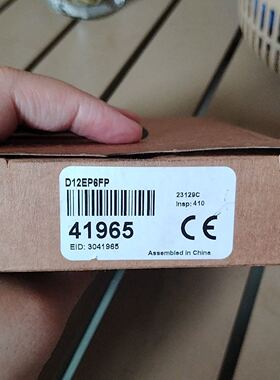 D12EP6FP
23129C
Insp: 410
41965
CE
EID: 3041965
Assembled in China